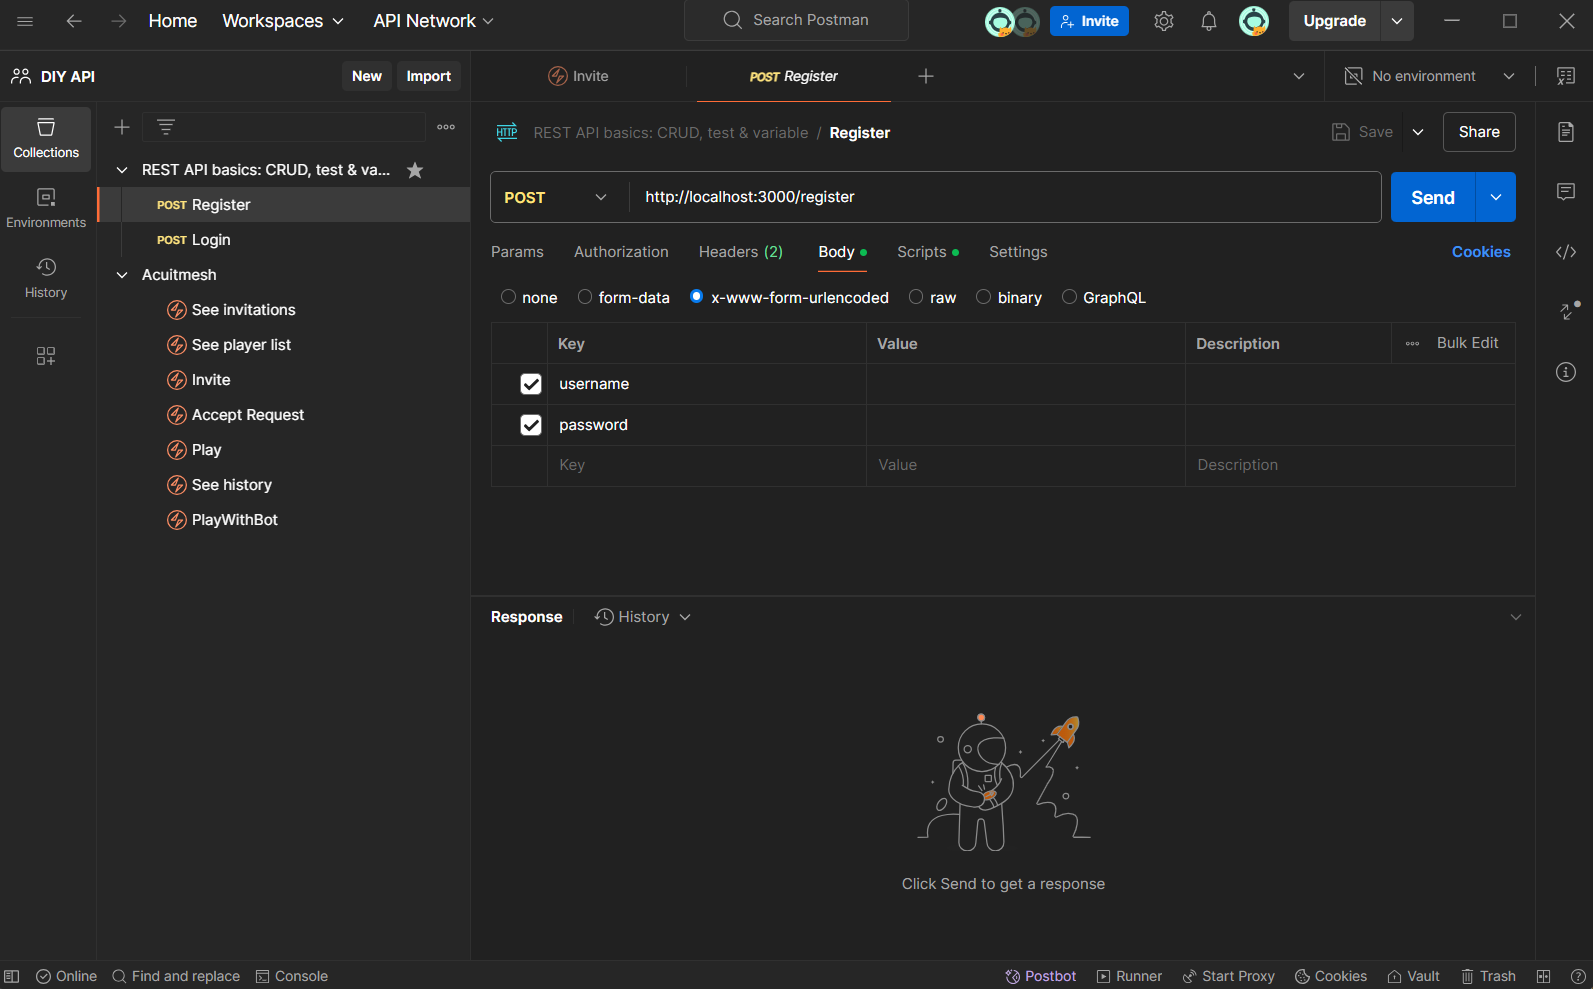 Home Workspaces API Network Search Postman Invite Upgrade
DIY API New Import Invite POST Register No environment
Collections
Environments
History
REST API basics: CRUD, test & va...
POST Register
POST Login
Acuitmesh
See invitations
See player list
Invite
Accept Request
Play
See history
PlayWithBot
HTTP REST API basics: CRUD, test & variable / Register Save Share
POST http://localhost:3000/register Send
Params Authorization Headers (2) Body Scripts Settings Cookies
none form-data x-www-form-urlencoded raw binary GraphQL
Key Value Description Bulk Edit
username
password
Key Value Description
Response History
Click Send to get a response
Online Find and replace Console Postbot Runner Start Proxy Cookies Vault Trash